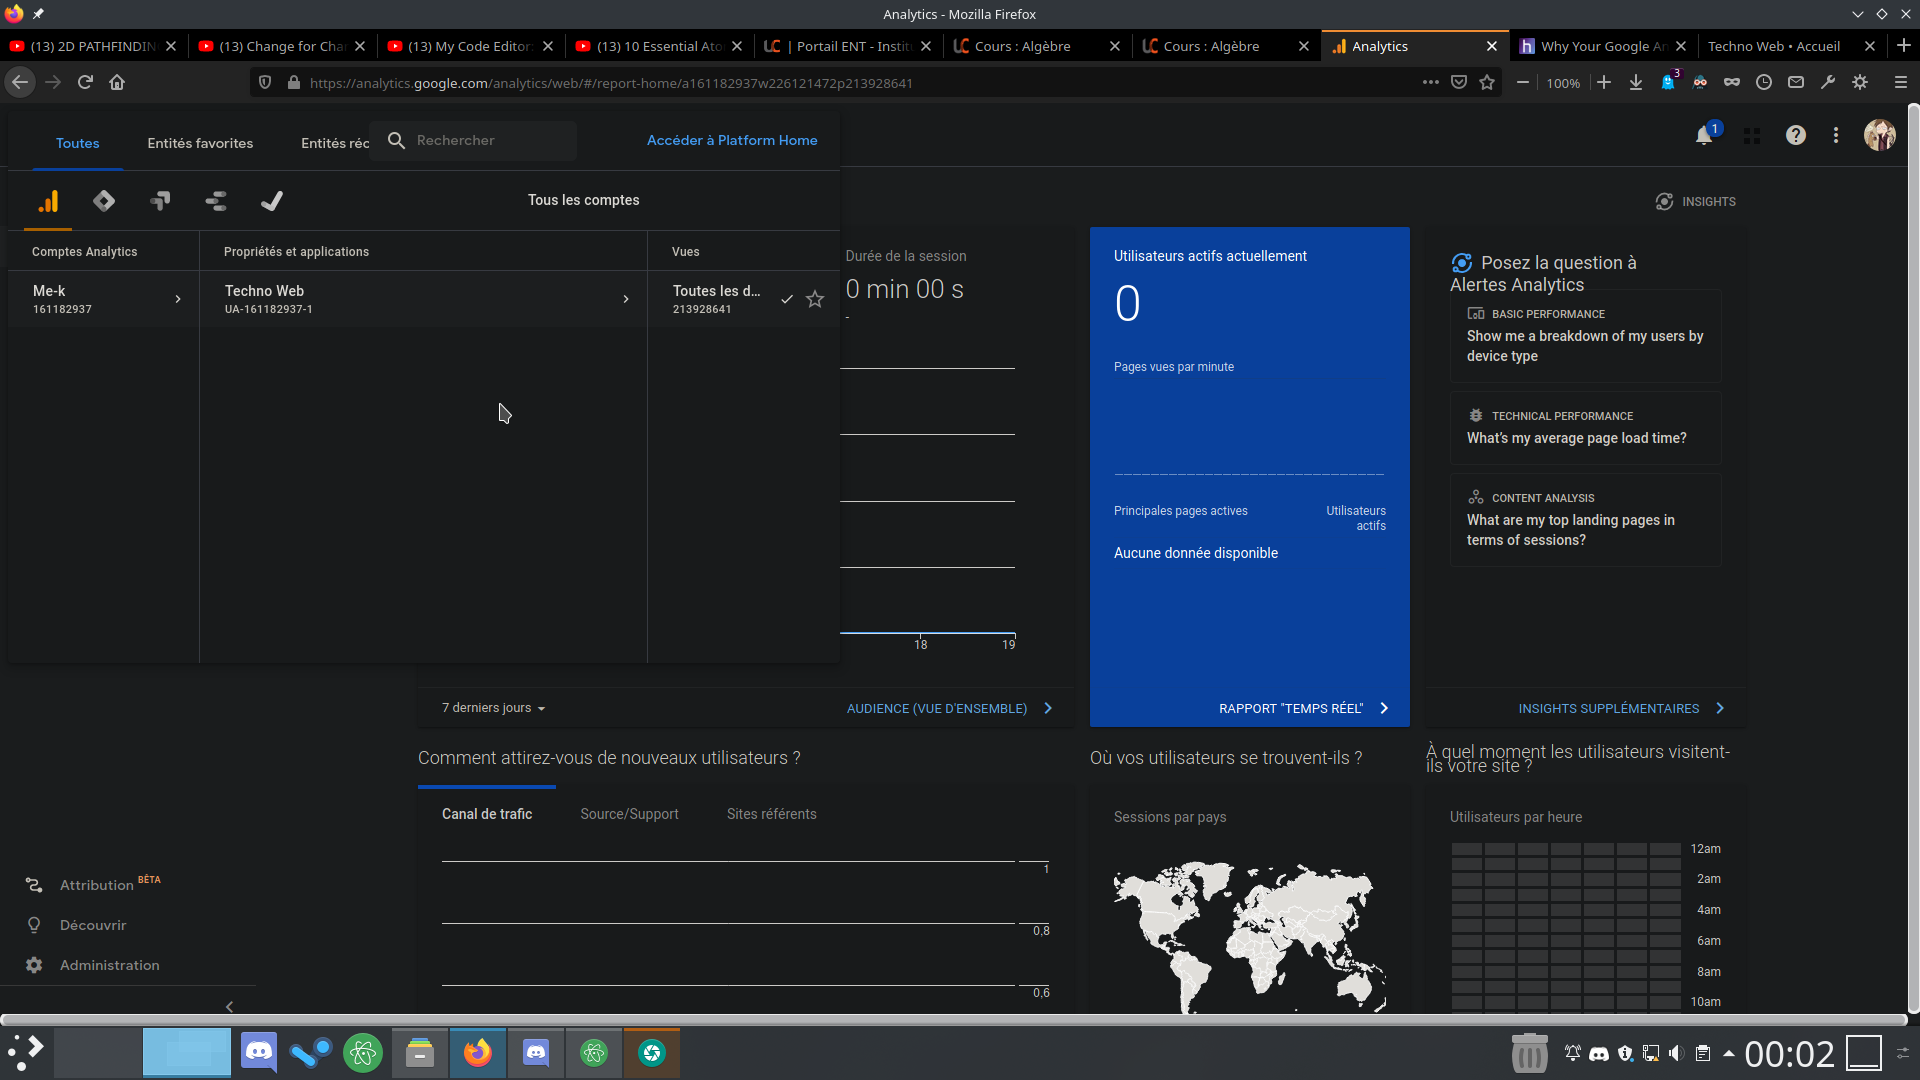 Analytics - Mozilla Firefox
(13) 2D PATHFINDIN
(13) Change for Cha
(13) My Code Editor
(13) 10 Essential Ato
| Portail ENT - Instit
Cours : Algèbre
Cours : Algèbre
Analytics
Why Your Google An
Techno Web • Accueil
https://analytics.google.com/analytics/web/#/report-home/a161182937w226121472p213928641
100%
3
Toutes
Entités favorites
Entités réc
Rechercher
Accéder à Platform Home
1
Tous les comptes
INSIGHTS
Comptes Analytics
Propriétés et applications
Vues
Me-k
161182937
Techno Web
UA-161182937-1
Toutes les d...
213928641
Durée de la session
0 min 00 s
-
18
19
7 derniers jours
AUDIENCE (VUE D'ENSEMBLE)
Utilisateurs actifs actuellement
0
Pages vues par minute
Principales pages actives
Utilisateurs
actifs
Aucune donnée disponible
RAPPORT "TEMPS RÉEL"
Posez la question à
Alertes Analytics
BASIC PERFORMANCE
Show me a breakdown of my users by
device type
TECHNICAL PERFORMANCE
What's my average page load time?
CONTENT ANALYSIS
What are my top landing pages in
terms of sessions?
INSIGHTS SUPPLÉMENTAIRES
Comment attirez-vous de nouveaux utilisateurs ?
Canal de trafic
Source/Support
Sites référents
1
0,8
0,6
Où vos utilisateurs se trouvent-ils ?
Sessions par pays
À quel moment les utilisateurs visitent-
ils votre site ?
Utilisateurs par heure
12am
2am
4am
6am
8am
10am
Attribution BÊTA
Découvrir
Administration
00:02